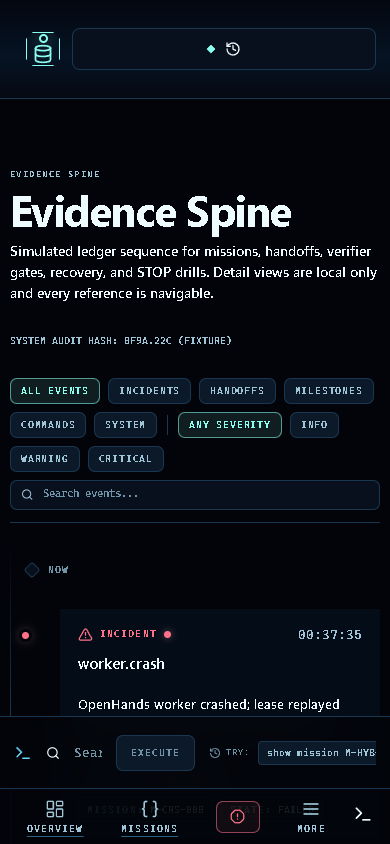 EVIDENCE SPINE
Evidence Spine
Simulated ledger sequence for missions, handoffs, verifier
gates, recovery, and STOP drills. Detail views are local only
and every reference is navigable.
SYSTEM AUDIT HASH: 8F9A.22C (FIXTURE)
ALL EVENTS INCIDENTS HANDOFFS MILESTONES
COMMANDS SYSTEM ANY SEVERITY INFO
WARNING CRITICAL
Search events...
NOW
INCIDENT 00:37:35
worker.crash
OpenHands worker crashed; lease replayed
Sear EXECUTE TRY: show mission M-HYB
OVERVIEW MISSIONS MORE